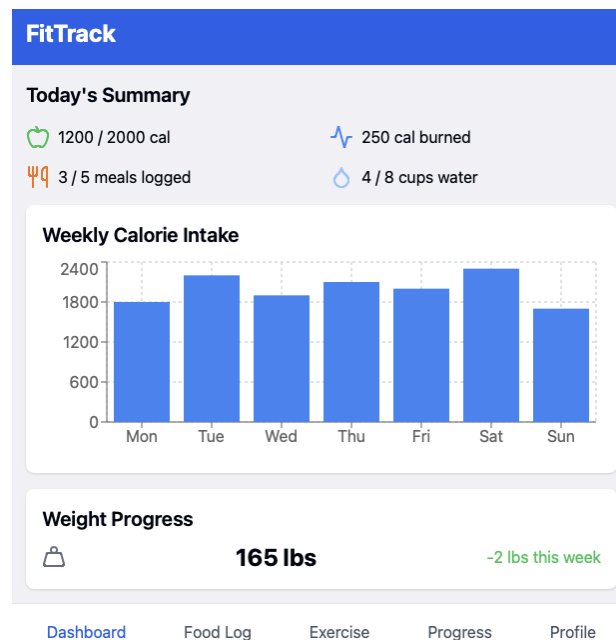 FitTrack
Today's Summary
1200 / 2000 cal
250 cal burned
3 / 5 meals logged
4 / 8 cups water
Weekly Calorie Intake
2400
1800
1200
600
0
Mon Tue Wed Thu Fri Sat Sun
Weight Progress
165 lbs
-2 lbs this week
Dashboard Food Log Exercise Progress Profile